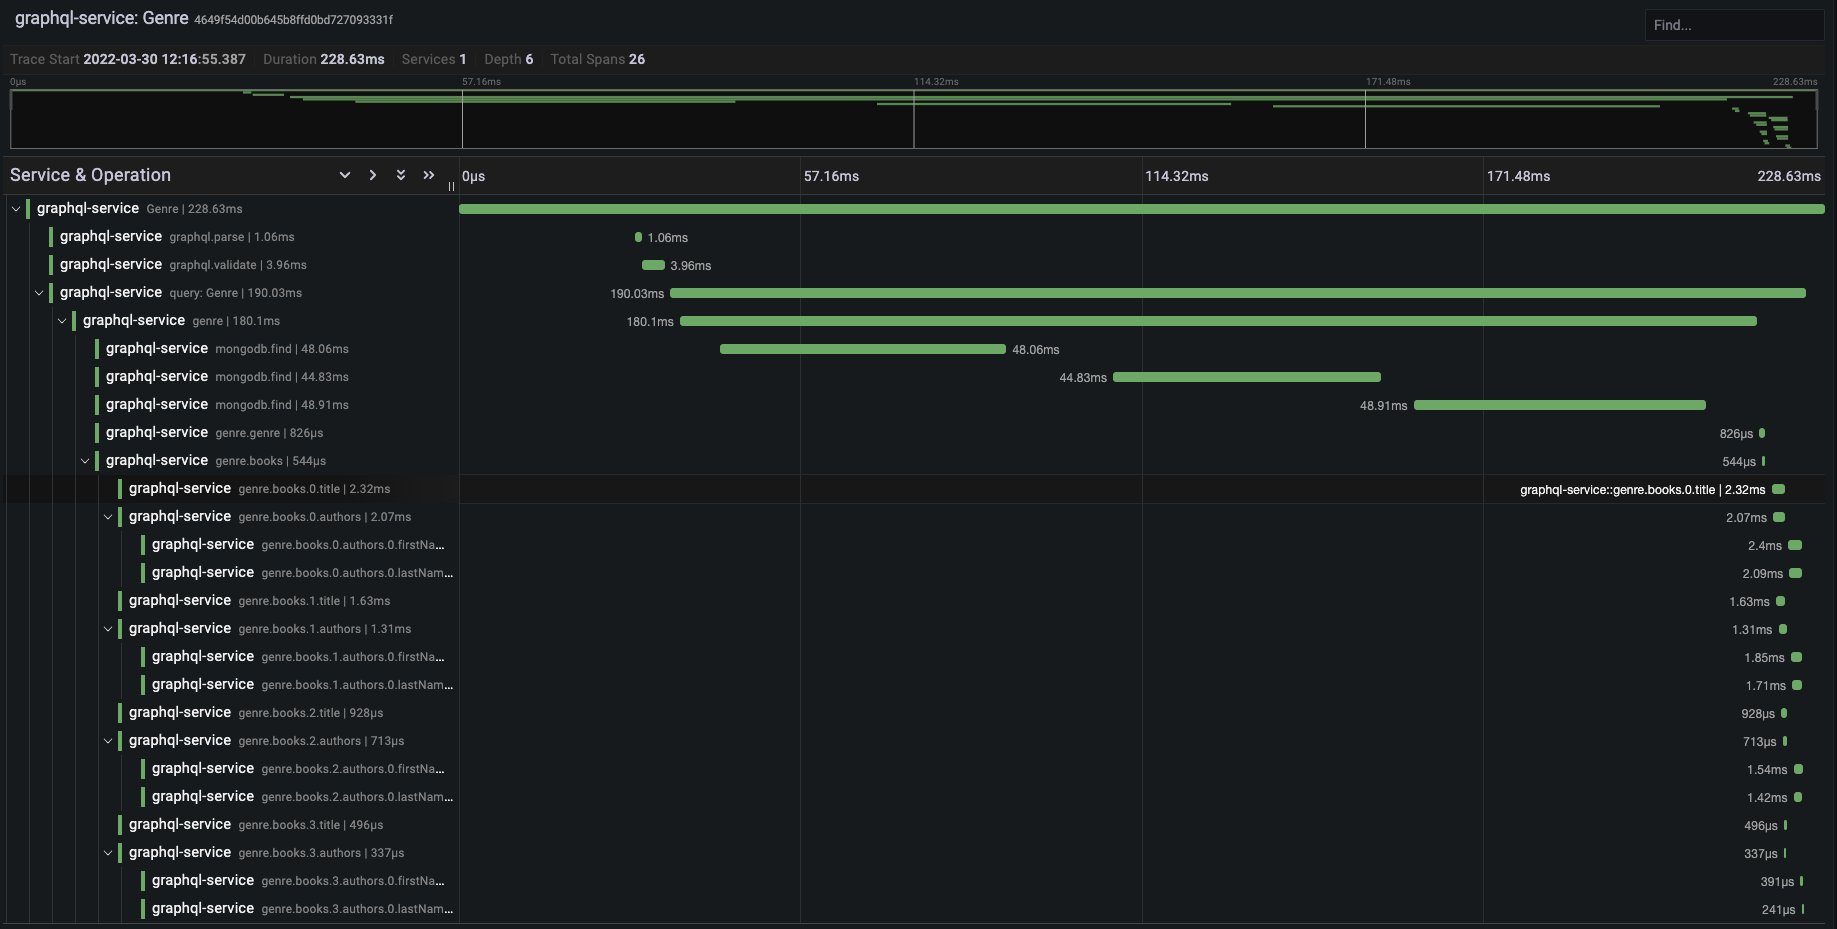 graphql-service: Genre 4649f54d00b645b8ffd0bd727093331f
Find...
Trace Start 2022-03-30 12:16:55.387 Duration 228.63ms Services 1 Depth 6 Total Spans 26
0μs 57.16ms 114.32ms 171.48ms 228.63ms
Service & Operation 0μs 57.16ms 114.32ms 171.48ms 228.63ms
graphql-service Genre | 228.63ms
graphql-service graphql.parse | 1.06ms 1.06ms
graphql-service graphql.validate | 3.96ms 3.96ms
graphql-service query: Genre | 190.03ms 190.03ms
graphql-service genre | 180.1ms 180.1ms
graphql-service mongodb.find | 48.06ms 48.06ms
graphql-service mongodb.find | 44.83ms 44.83ms
graphql-service mongodb.find | 48.91ms 48.91ms
graphql-service genre.genre | 826μs 826μs
graphql-service genre.books | 544μs 544μs
graphql-service genre.books.0.title | 2.32ms graphql-service::genre.books.0.title | 2.32ms
graphql-service genre.books.0.authors | 2.07ms 2.07ms
graphql-service genre.books.0.authors.0.firstNa... 2.4ms
graphql-service genre.books.0.authors.0.lastNam... 2.09ms
graphql-service genre.books.1.title | 1.63ms 1.63ms
graphql-service genre.books.1.authors | 1.31ms 1.31ms
graphql-service genre.books.1.authors.0.firstNa... 1.85ms
graphql-service genre.books.1.authors.0.lastNam... 1.71ms
graphql-service genre.books.2.title | 928μs 928μs
graphql-service genre.books.2.authors | 713μs 713μs
graphql-service genre.books.2.authors.0.firstNa... 1.54ms
graphql-service genre.books.2.authors.0.lastNam... 1.42ms
graphql-service genre.books.3.title | 496μs 496μs
graphql-service genre.books.3.authors | 337μs 337μs
graphql-service genre.books.3.authors.0.firstNa... 391μs
graphql-service genre.books.3.authors.0.lastNam... 241μs